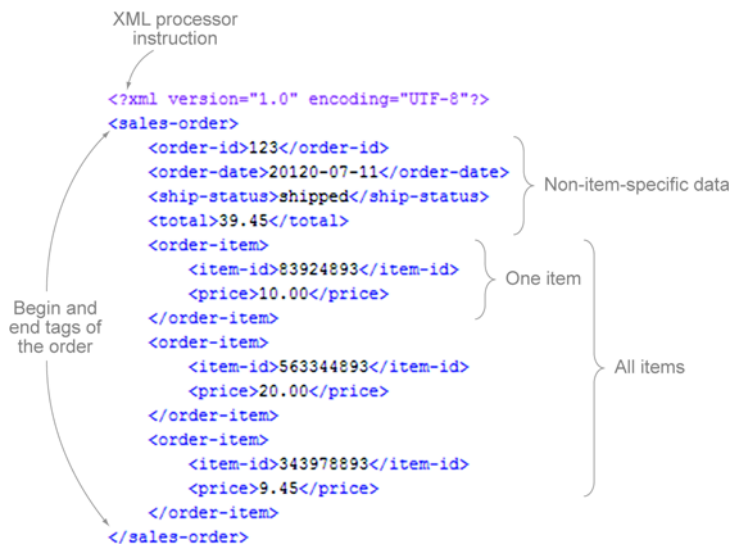 XML processor
instruction
<?xml version="1.0" encoding="UTF-8"?>
<sales-order>
<order-id>123</order-id>
<order-date>20120-07-11</order-date>
<ship-status>shipped</ship-status>
<total>39.45</total>
Non-item-specific data
<order-item>
<item-id>83924893</item-id>
<price>10.00</price>
</order-item>
One item
<order-item>
<item-id>563344893</item-id>
<price>20.00</price>
</order-item>
<order-item>
<item-id>343978893</item-id>
<price>9.45</price>
</order-item>
All items
</sales-order>
Begin and
end tags of
the order